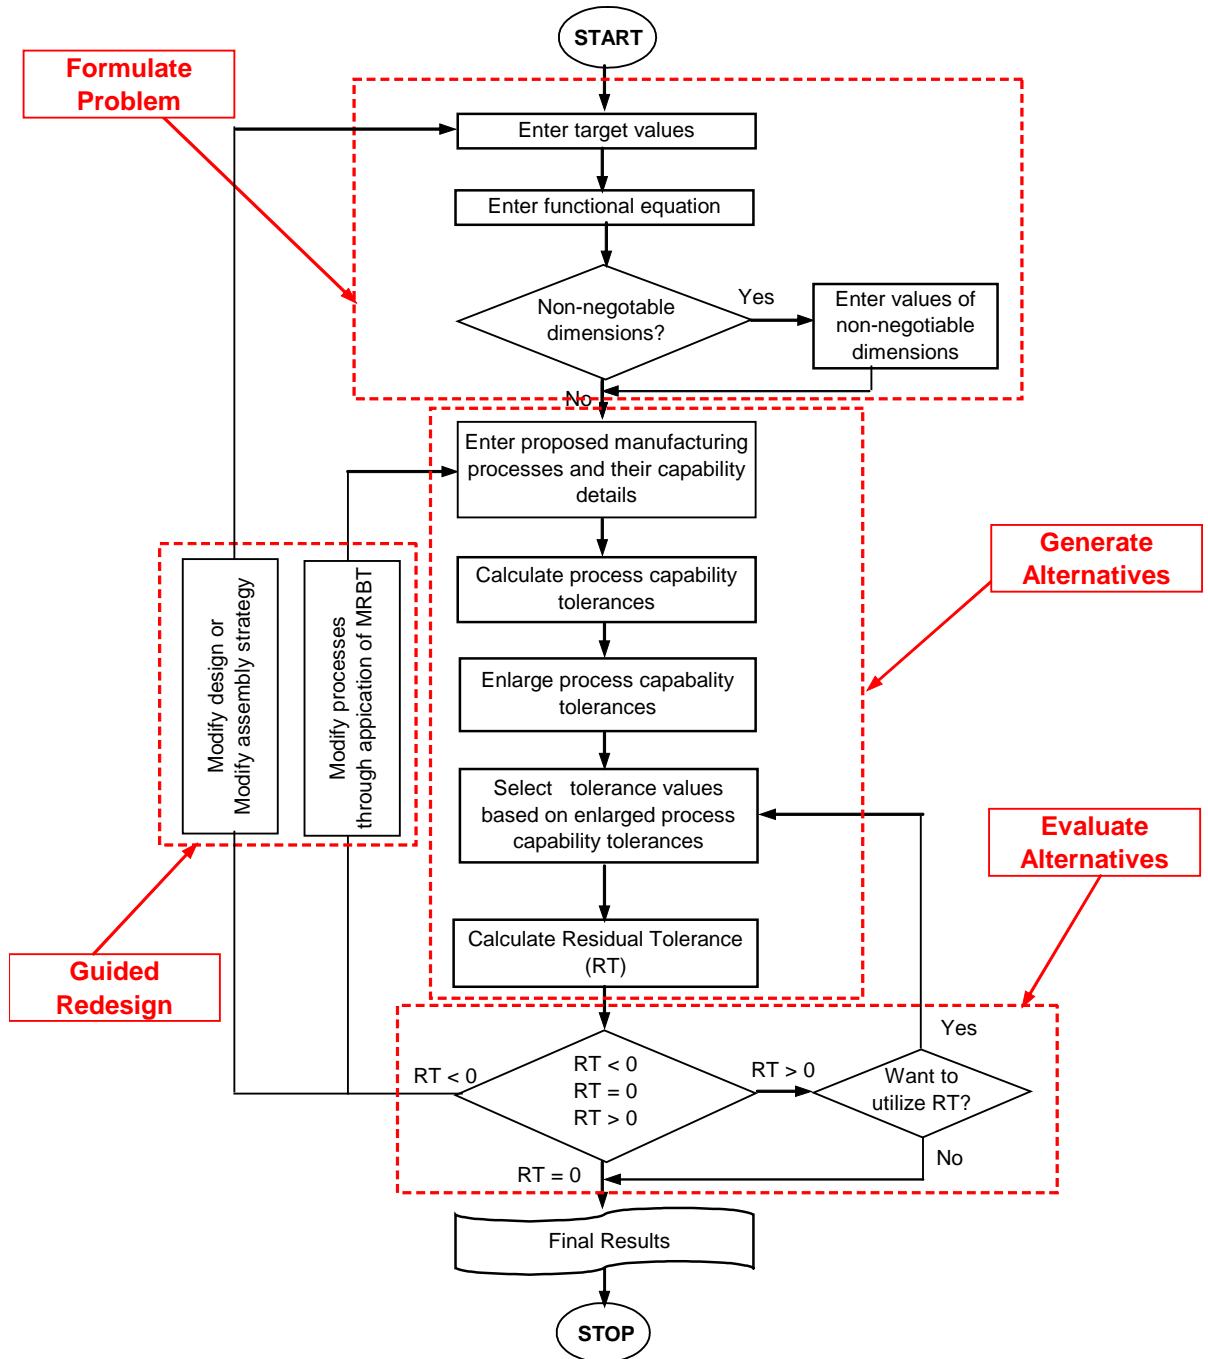 START
Formulate
Problem
Enter target values
Enter functional equation
Non-negotable
dimensions?
Yes
Enter values of
non-negotiable
dimensions
No
Enter proposed manufacturing
processes and their capability
details
Generate
Alternatives
Calculate process capability
tolerances
Modify design or
Modify assembly strategy
Modify processes
through appication of MRBT
Enlarge process capabality
tolerances
Select tolerance values
based on enlarged process
capability tolerances
Evaluate
Alternatives
Calculate Residual Tolerance
(RT)
Guided
Redesign
Yes
RT < 0
RT < 0
RT = 0
RT > 0
RT > 0
Want to
utilize RT?
No
RT = 0
Final Results
STOP